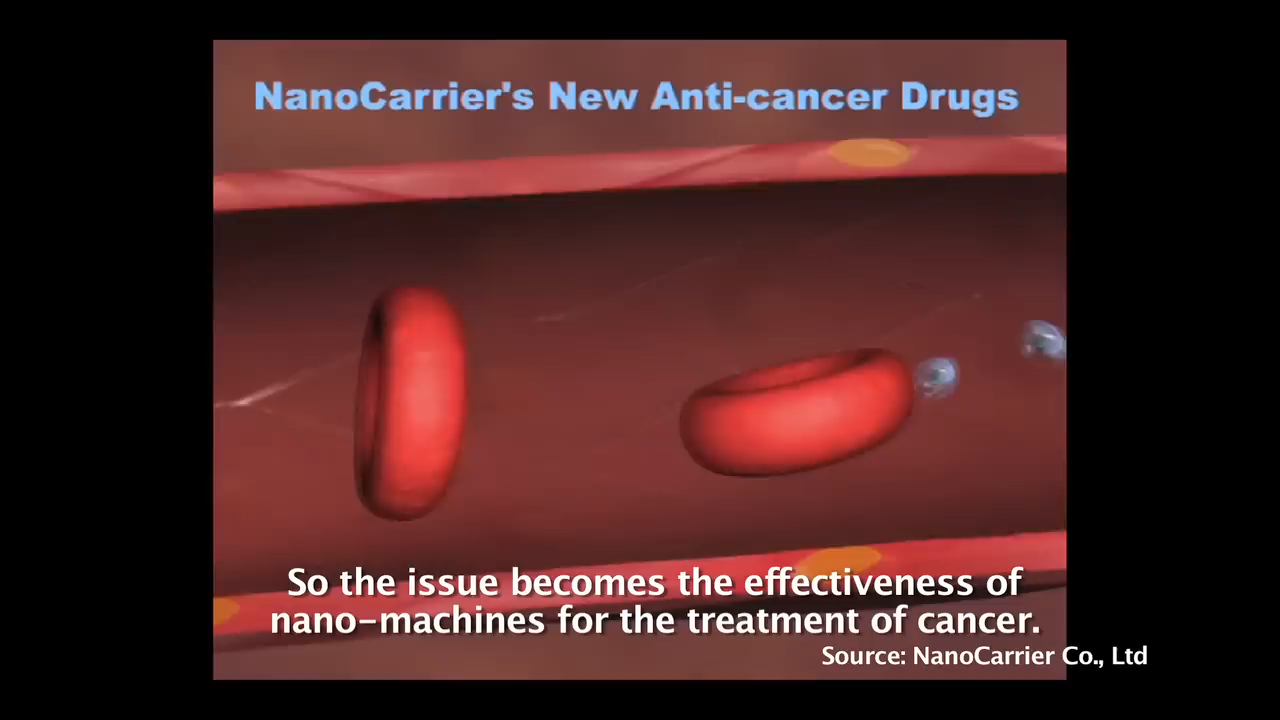 NanoCarrier's New Anti-cancer Drugs
So the issue becomes the effectiveness of
nano-machines for the treatment of cancer.
Source: NanoCarrier Co., Ltd